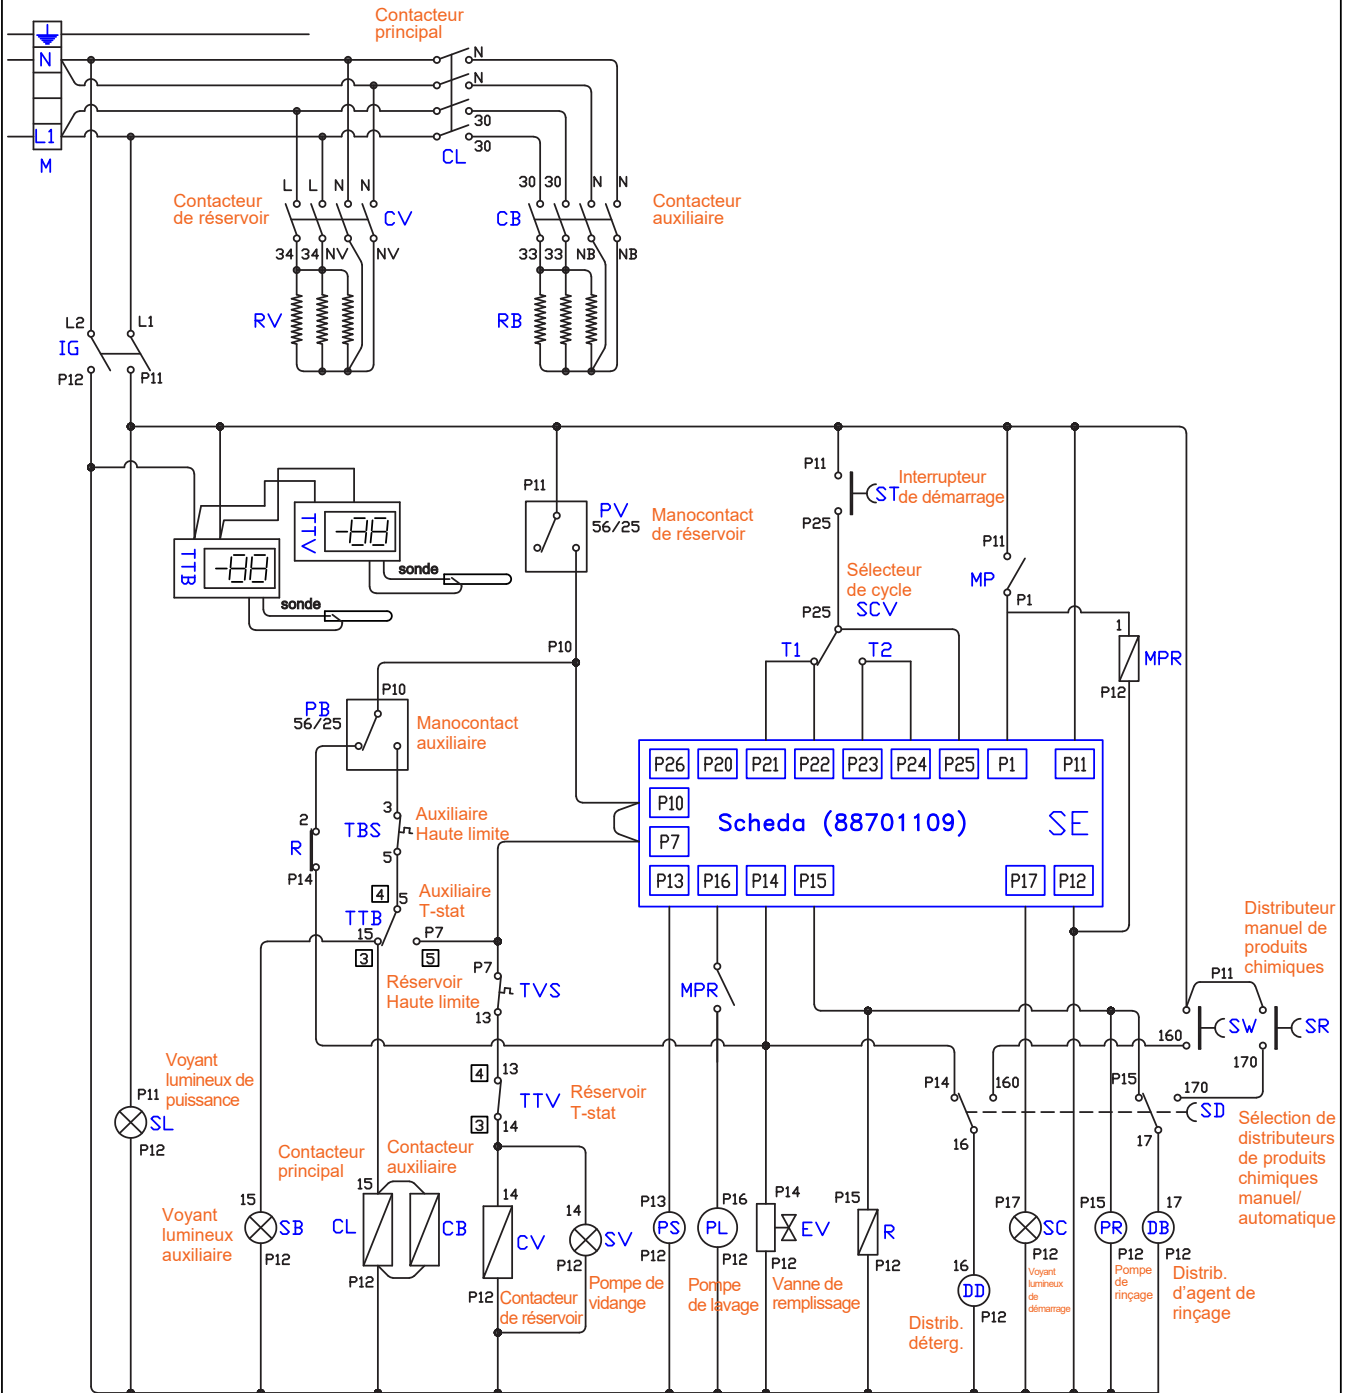 Contacteur
principal
N
N
N
30
L1
30
M
CL
L L N N
30 30 N N
Contacteur
de réservoir
CV
CB
Contacteur
auxiliaire
34 34 NV NV
33 33 NB NB
RV
RB
L2 L1
IG
P12 P11
P11
ST
Interrupteur
de démarrage
P25
P11
PV
56/25
Manocontact
de réservoir
TTV
-88
TTB
-88
sonde
sonde
P11
MP
P1
Sélecteur
de cycle
P25
SCV
T1
T2
1
MPR
P12
P10
P10
PB
56/25
Manocontact
auxiliaire
P26 P20 P21 P22 P23 P24 P25 P1 P11
P10
Scheda (88701109)
SE
P7
P13 P16 P14 P15 P17 P12
3
TBS
Auxiliaire
Haute limite
5
2
R
P14
4
5
Auxiliaire
T-stat
TTB
15
P7
3
5
Réservoir
Haute limite
P7
TVS
13
MPR
Distributeur
manuel de
produits
chimiques
P11
SW
SR
160
170
4
13
TTV
Réservoir
T-stat
3
14
P14
160
P15
170
SD
16
17
Sélection de
distributeurs
de produits
chimiques
manuel/
automatique
Voyant
lumineux de
puissance
P11
SL
P12
Contacteur
principal
Contacteur
auxiliaire
15
SB
P12
Voyant
lumineux
auxiliaire
15
CL
CB
P12
14
CV
P12
Contacteur
de réservoir
14
SV
P12
Pompe de
vidange
P13
PS
P12
P16
PL
P12
Pompe
de lavage
P14
EV
P12
Vanne de
remplissage
P15
R
P12
16
DD
P12
Distrib.
déterg.
P17
SC
P12
Voyant
lumineux
de
démarrage
P15
PR
P12
Pompe
de
rinçage
17
DB
P12
Distrib.
d'agent de
rinçage